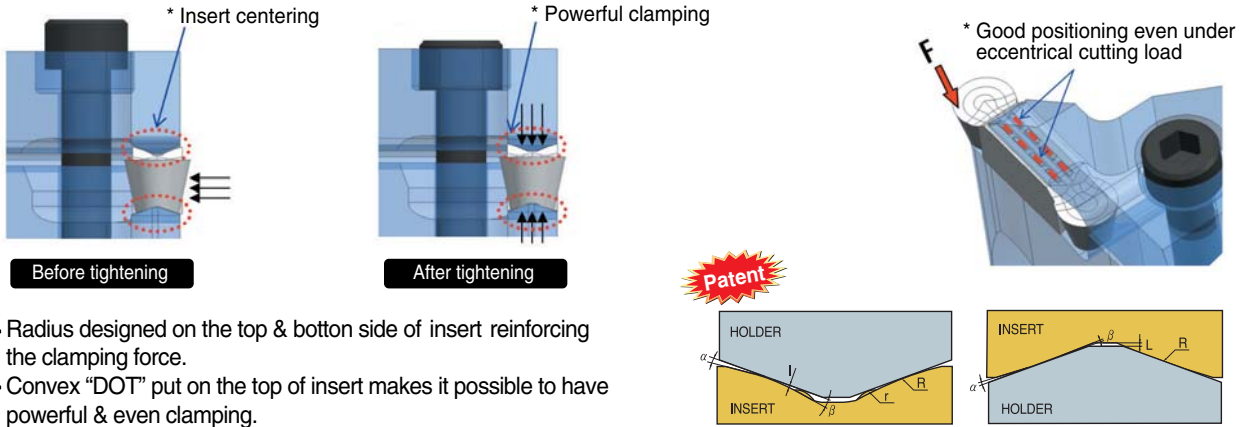 * Insert centering
* Powerful clamping
* Good positioning even under
eccentrical cutting load
F
Before tightening
After tightening
Patent
• Radius designed on the top & botton side of insert reinforcing
the clamping force.
• Convex “DOT” put on the top of insert makes it possible to have
powerful & even clamping.
HOLDER
α
l
R
r
β
INSERT
INSERT
β
L
R
α
HOLDER